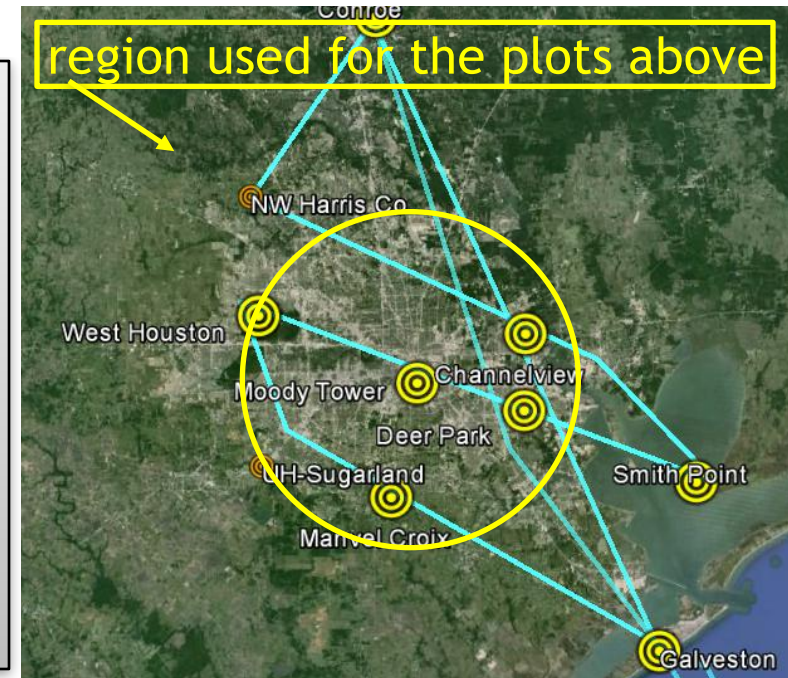 Conroe
region used for the plots above
NW Harris Co
West Houston
Channelview
Moody Tower
Deer Park
UH-Sugarland
Smith Point
Manvel Croix
Galveston